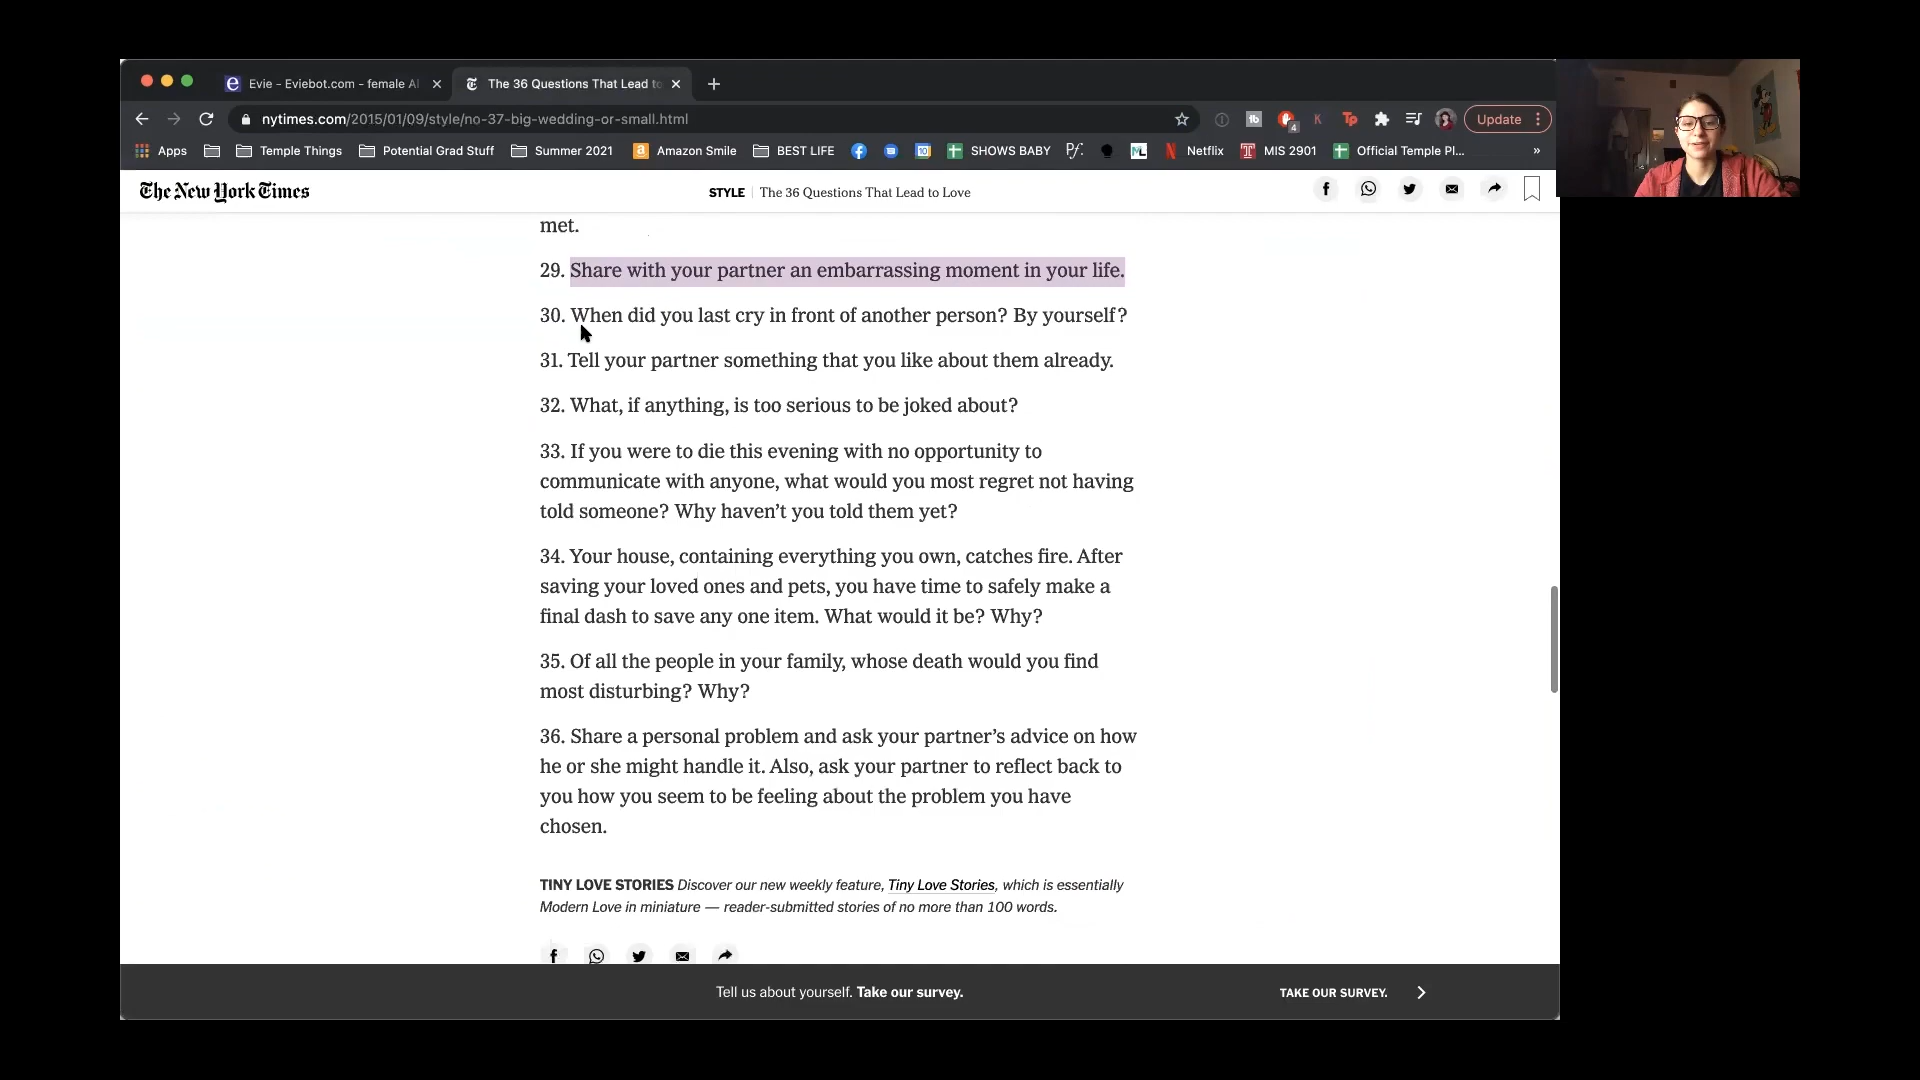 Evie - Eviebot.com - female AI
The 36 Questions That Lead to
nytimes.com/2015/01/09/style/no-37-big-wedding-or-small.html
4
Update
Apps
Temple Things
Potential Grad Stuff
Summer 2021
Amazon Smile
BEST LIFE
SHOWS BABY
Netflix
MIS 2901
Official Temple Pl...
»
The New York Times
STYLE | The 36 Questions That Lead to Love
met.
29. Share with your partner an embarrassing moment in your life.
30. When did you last cry in front of another person? By yourself?
31. Tell your partner something that you like about them already.
32. What, if anything, is too serious to be joked about?
33. If you were to die this evening with no opportunity to
communicate with anyone, what would you most regret not having
told someone? Why haven’t you told them yet?
34. Your house, containing everything you own, catches fire. After
saving your loved ones and pets, you have time to safely make a
final dash to save any one item. What would it be? Why?
35. Of all the people in your family, whose death would you find
most disturbing? Why?
36. Share a personal problem and ask your partner’s advice on how
he or she might handle it. Also, ask your partner to reflect back to
you how you seem to be feeling about the problem you have
chosen.
TINY LOVE STORIES Discover our new weekly feature, Tiny Love Stories, which is essentially
Modern Love in miniature — reader-submitted stories of no more than 100 words.
Tell us about yourself. Take our survey.
TAKE OUR SURVEY.